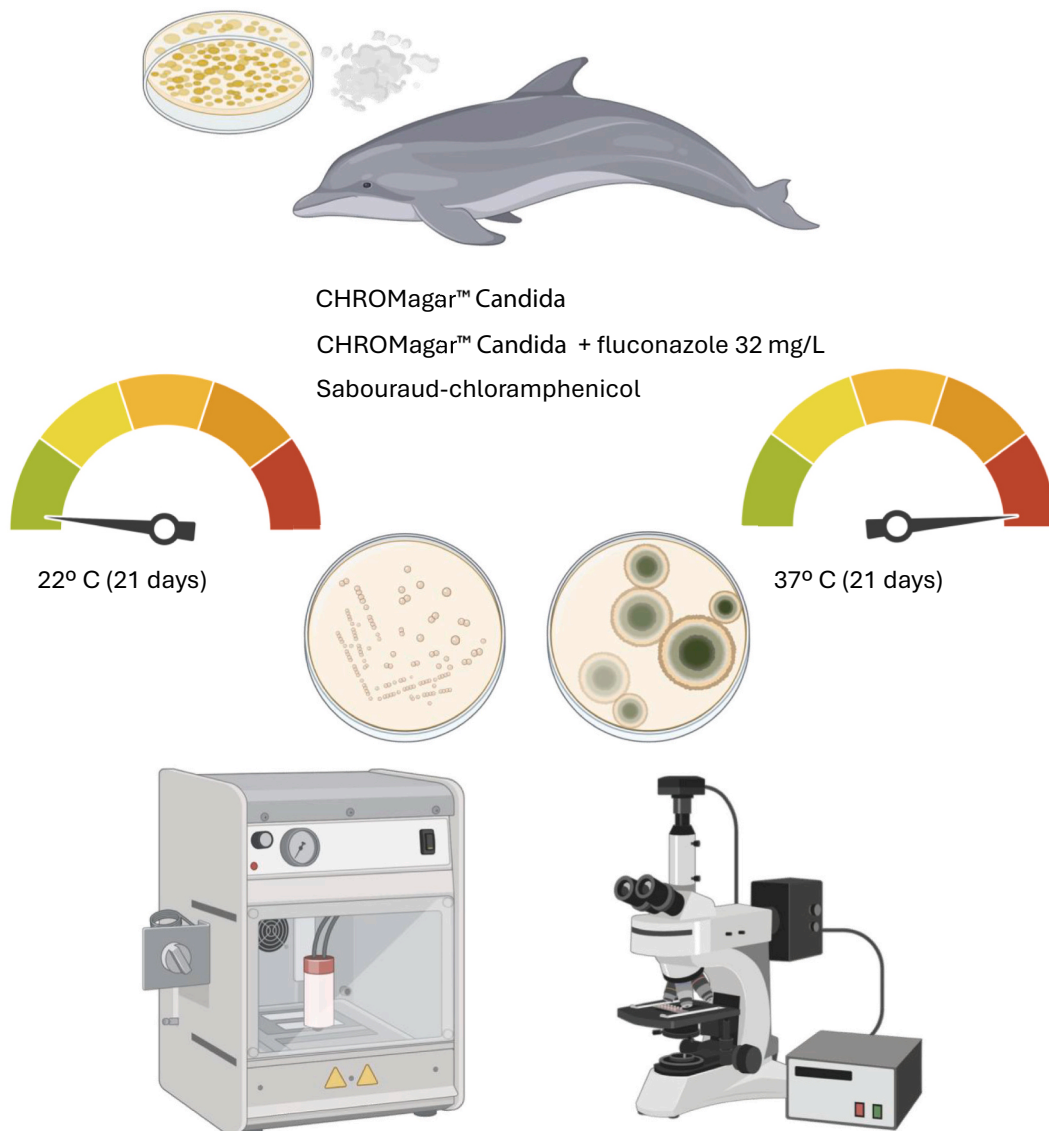 CHROMagar™ Candida
CHROMagar™ Candida + fluconazole 32 mg/L
Sabouraud-chloramphenicol
22º C (21 days)
37º C (21 days)